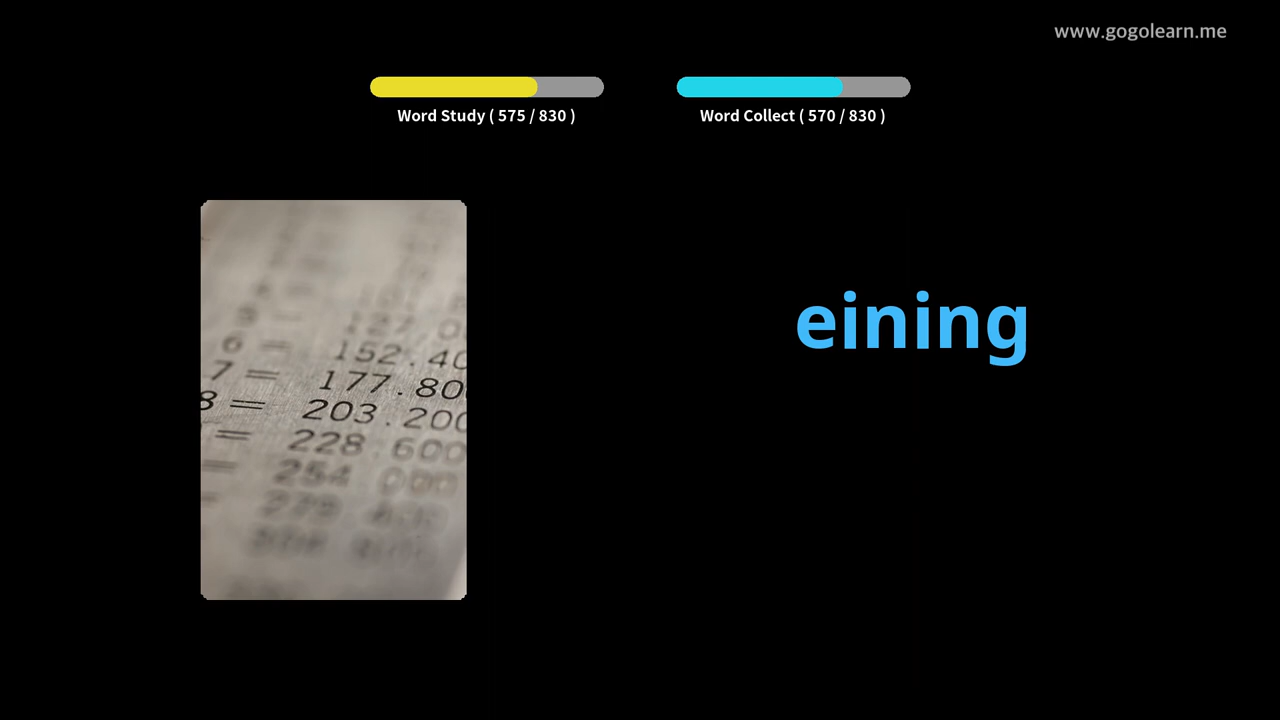 www.gogolearn.me
Word Study ( 575 / 830 )
Word Collect ( 570 / 830 )
eining
6 = 152.40
7 = 177.80
8 = 203.200
= 228.600
= 254 000